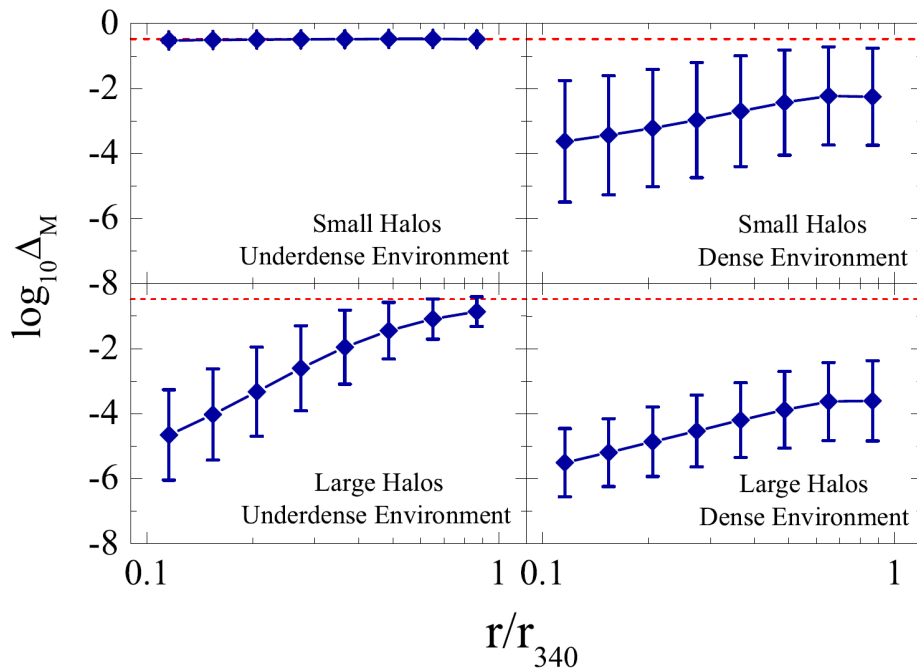 0
-2
-4
-6
-8
-2
-4
-6
-8
log₁₀Δ_M
Small Halos
Underdense Environment
Small Halos
Dense Environment
Large Halos
Underdense Environment
Large Halos
Dense Environment
0.1 1 0.1 1
r/r₃₄₀